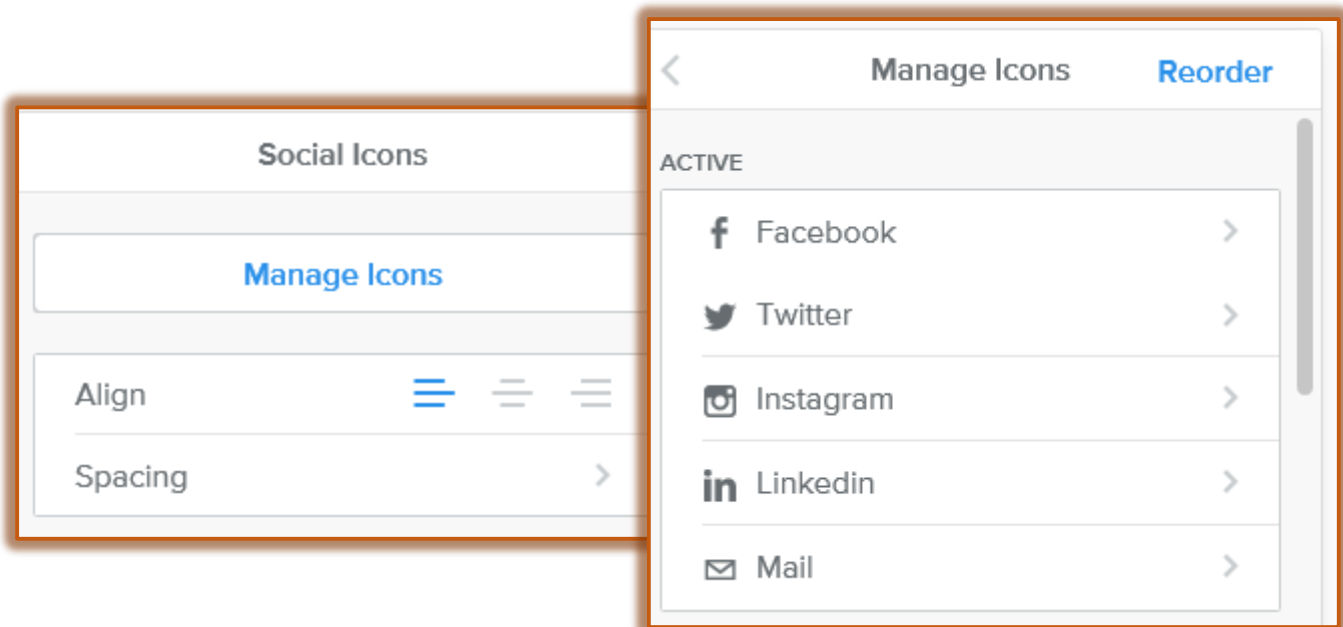 Social Icons
Manage Icons
Align
Spacing
Manage Icons
Reorder
ACTIVE
Facebook
Twitter
Instagram
Linkedin
Mail